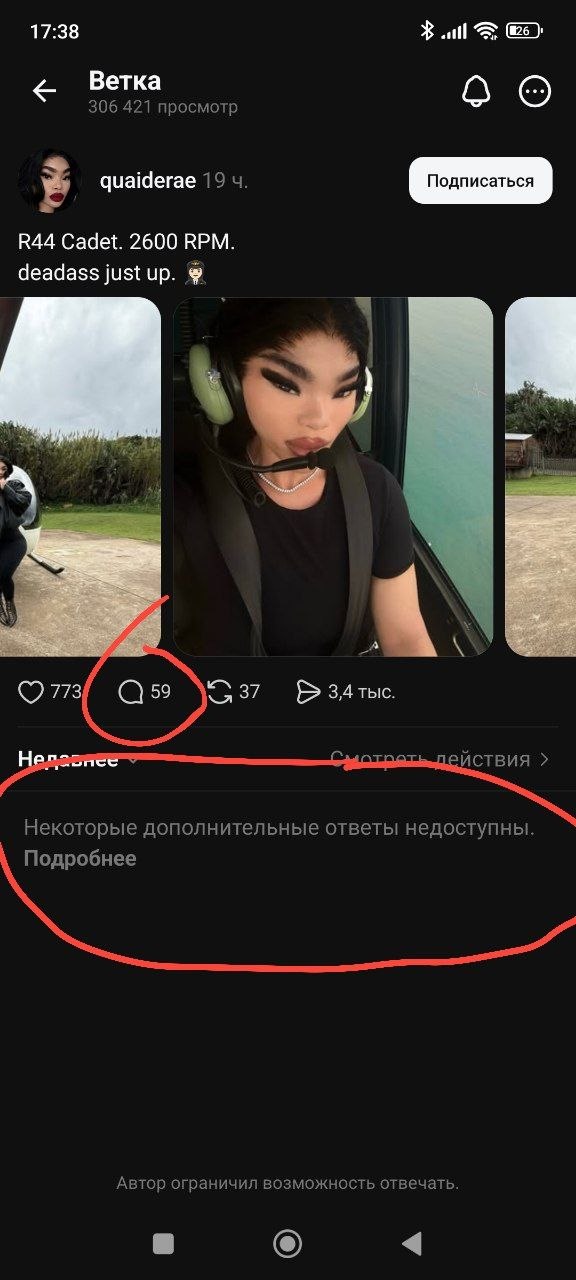 17:38
26
Ветка
306 421 просмотр
quaiderae 19 ч.
Подписаться
R44 Cadet. 2600 RPM.
deadass just up. 👩🏻‍✈️
773 59 37 3,4 тыс.
Недавнее Смотреть действия
Некоторые дополнительные ответы недоступны.
Подробнее
Автор ограничил возможность отвечать.